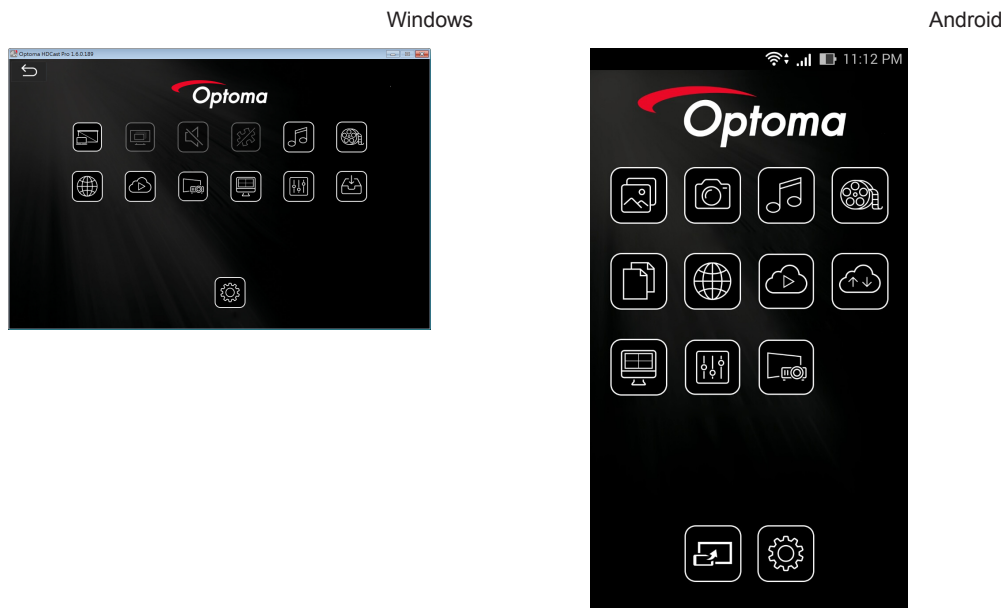 Windows
Android
Optoma HDCast Pro 1.6.0.189
Optoma
11:12 PM
Optoma